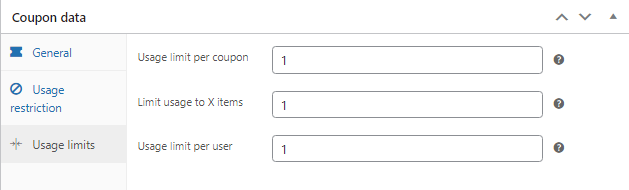 Coupon data
General
Usage limit per coupon
1
Usage
restriction
Limit usage to X items
1
Usage limits
Usage limit per user
1